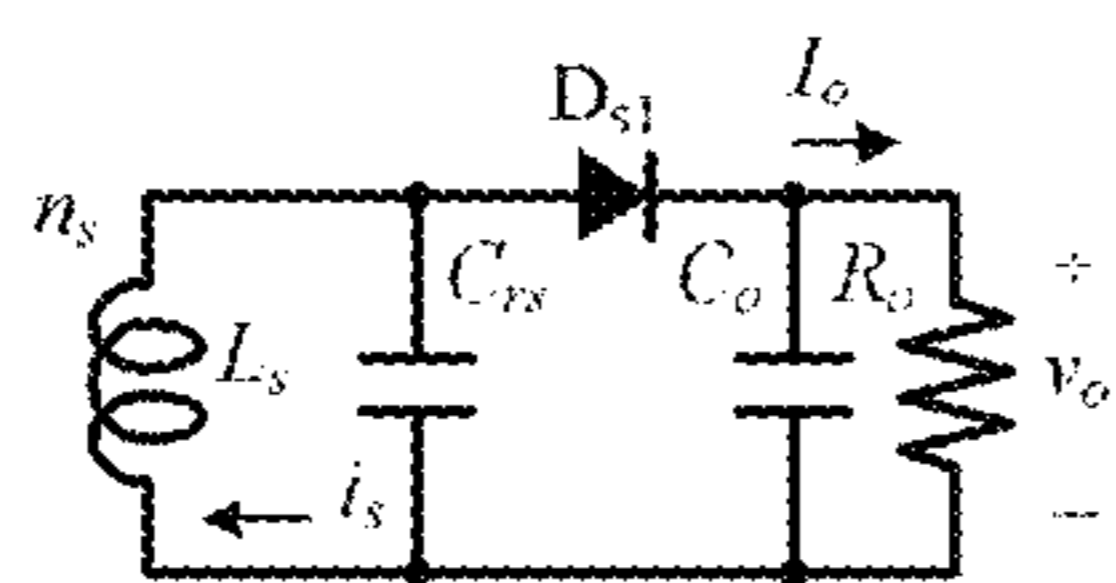 I_o
D_s1
n_s
C_rs
C_o
R_o
+
L_s
v_o
i_s
−